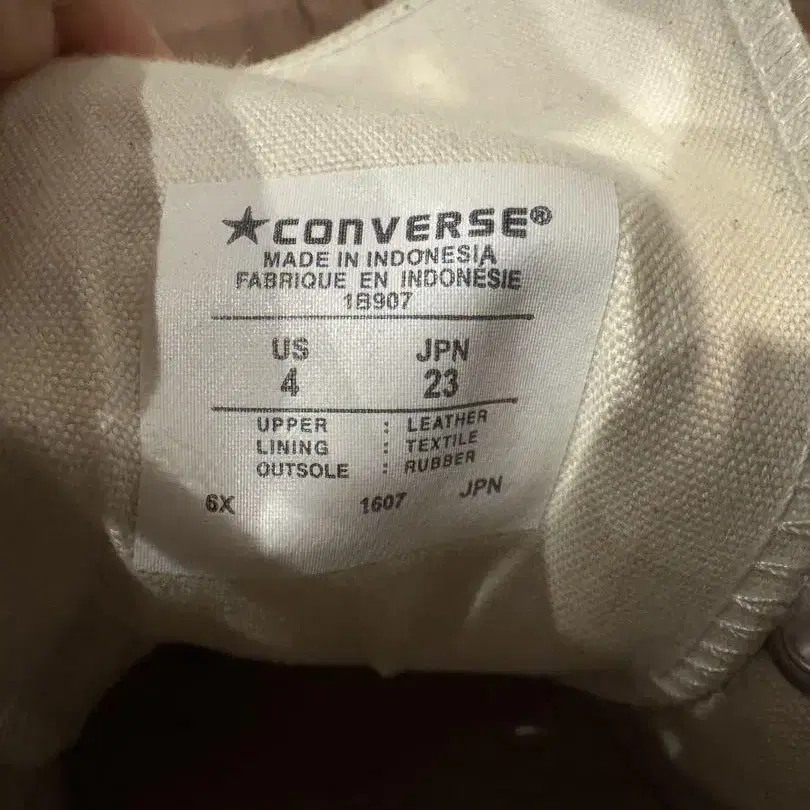 ★CONVERSE®
MADE IN INDONESIA
FABRIQUE EN INDONESIE
1B907
US JPN
4 23
UPPER : LEATHER
LINING : TEXTILE
OUTSOLE : RUBBER
6X 1607 JPN